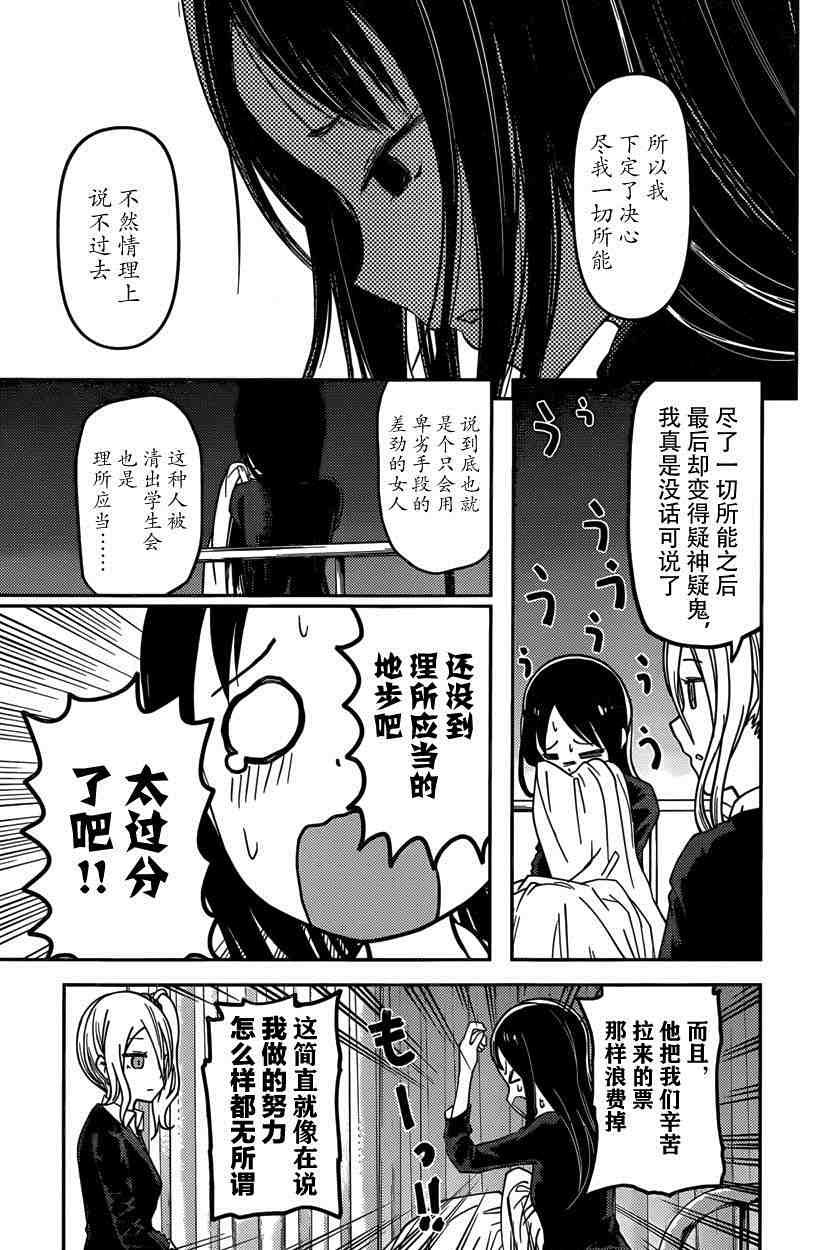 所以我
下定了决心
尽我一切所能
不然情理上
说不过去
尽了一切所能之后
最后却变得疑神疑鬼,
我真是没话可说了
うぅうぅ
说到底也就
是个只会用
卑劣手段的
差劲的女人
这种人被
清出学生会
也是
理所应当……
还没到
理所应当的
地步吧
太过分
了吧!!
而且,
他把我们辛苦
拉来的票
那样浪费掉
もーっ!!
这简直就像在说
我做的努力
怎么样都无所谓